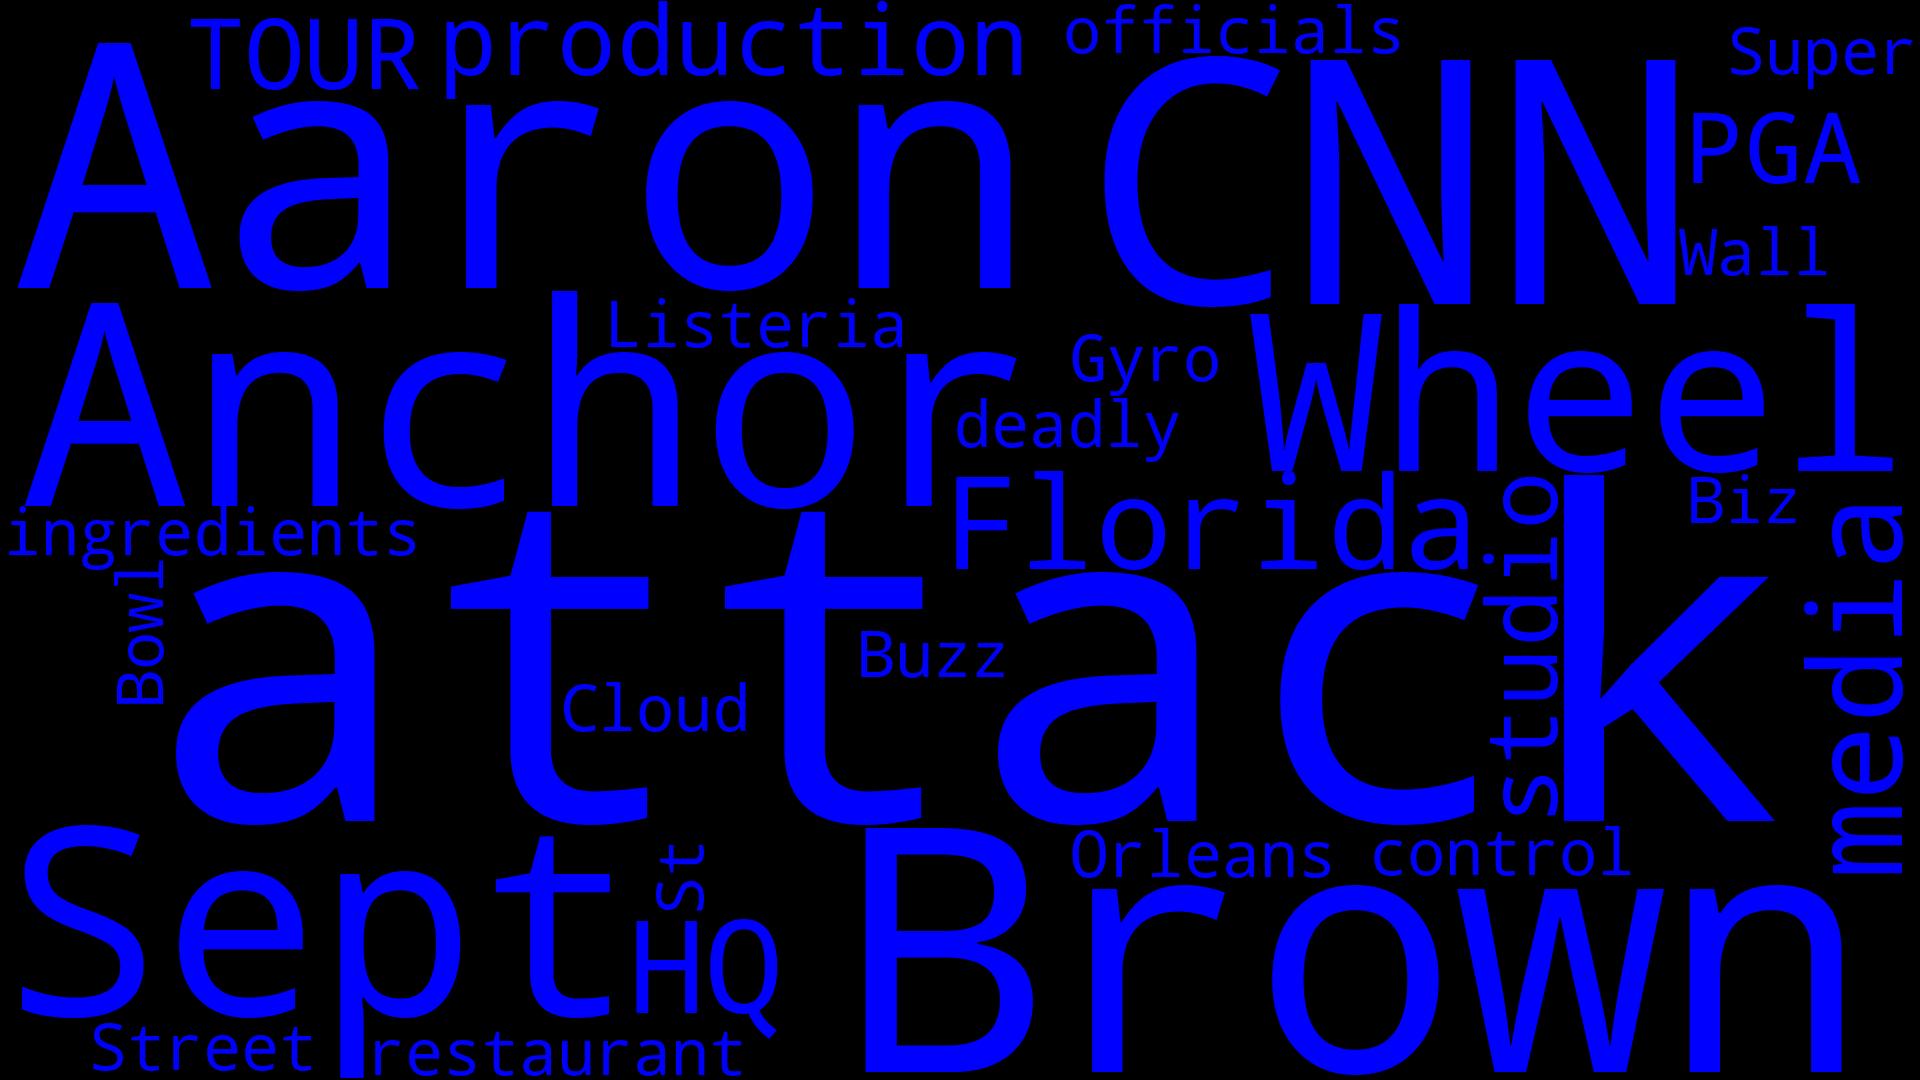 TOUR production officials Super
Aaron CNN PGA
Wall
Listeria
Anchor Gyro Wheel
deadly
Florida Biz
ingredients
studio
media
Bowl
attack
Buzz
Cloud
Orleans control
St
Sept HQ Brown
Street restaurant